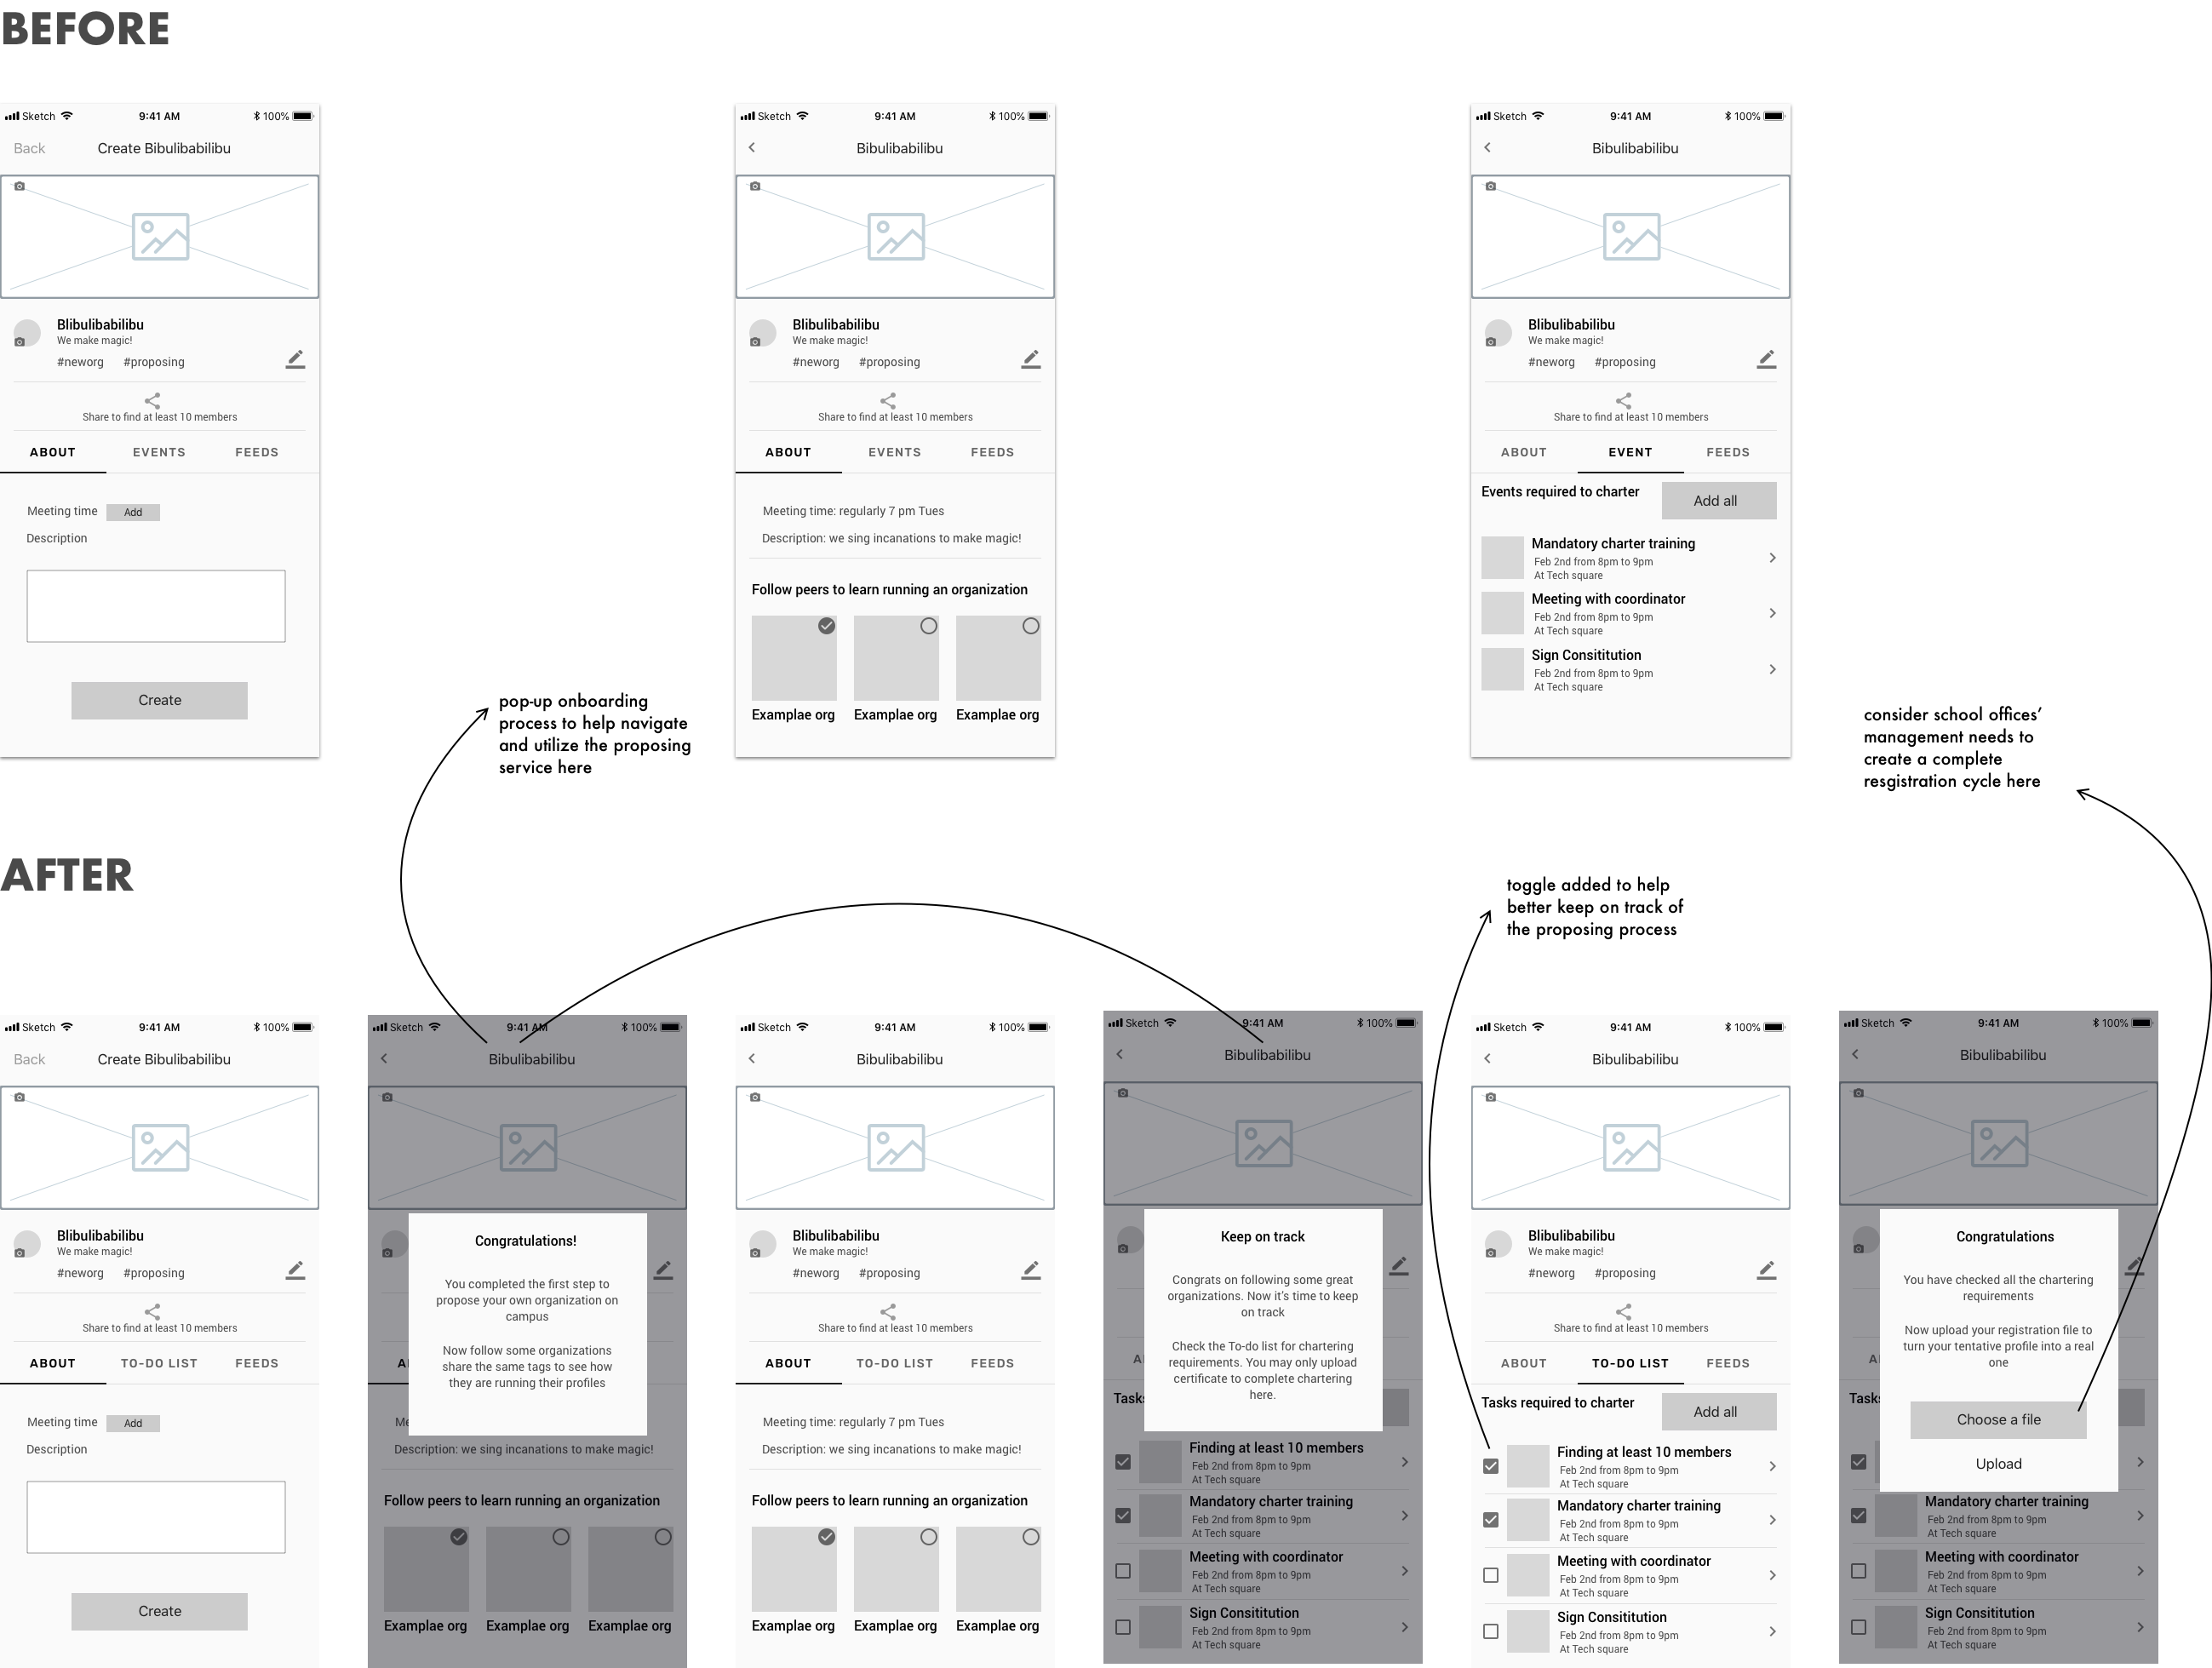 BEFORE
Sketch 9:41 AM 100%
Back Create Bibulibabilibu
Blibulibabilibu
We make magic!
#neworg #proposing
Share to find at least 10 members
ABOUT EVENTS FEEDS
Meeting time Add
Description
Create
Sketch 9:41 AM 100%
Bibulibabilibu
Blibulibabilibu
We make magic!
#neworg #proposing
Share to find at least 10 members
ABOUT EVENTS FEEDS
Meeting time: regularly 7 pm Tues
Description: we sing incanations to make magic!
Follow peers to learn running an organization
Examplae org Examplae org Examplae org
Sketch 9:41 AM 100%
Bibulibabilibu
Blibulibabilibu
We make magic!
#neworg #proposing
Share to find at least 10 members
ABOUT EVENT FEEDS
Events required to charter Add all
Mandatory charter training
Feb 2nd from 8pm to 9pm
At Tech square
Meeting with coordinator
Feb 2nd from 8pm to 9pm
At Tech square
Sign Consititution
Feb 2nd from 8pm to 9pm
At Tech square
pop-up onboarding
process to help navigate
and utilize the proposing
service here
consider school offices’
management needs to
create a complete
resgistration cycle here
AFTER
toggle added to help
better keep on track of
the proposing process
Sketch 9:41 AM 100%
Back Create Bibulibabilibu
Blibulibabilibu
We make magic!
#neworg #proposing
Share to find at least 10 members
ABOUT TO-DO LIST FEEDS
Meeting time Add
Description
Create
Sketch 9:41 AM 100%
Bibulibabilibu
Congratulations!
You completed the first step to
propose your own organization on
campus
Now follow some organizations
share the same tags to see how
they are running their profiles
A
Me
Description: we sing incanations to make magic!
Follow peers to learn running an organization
Examplae org Examplae org Examplae org
Sketch 9:41 AM 100%
Bibulibabilibu
Blibulibabilibu
We make magic!
#neworg #proposing
Share to find at least 10 members
ABOUT TO-DO LIST FEEDS
Meeting time: regularly 7 pm Tues
Description: we sing incanations to make magic!
Follow peers to learn running an organization
Examplae org Examplae org Examplae org
Sketch 9:41 AM 100%
Bibulibabilibu
Keep on track
Congrats on following some great
organizations. Now it’s time to keep
on track
Check the To-do list for chartering
requirements. You may only upload
certificate to complete chartering
here.
A
Tasks
Finding at least 10 members
Feb 2nd from 8pm to 9pm
At Tech square
Mandatory charter training
Feb 2nd from 8pm to 9pm
At Tech square
Meeting with coordinator
Feb 2nd from 8pm to 9pm
At Tech square
Sign Consititution
Feb 2nd from 8pm to 9pm
At Tech square
Sketch 9:41 AM 100%
Bibulibabilibu
Blibulibabilibu
We make magic!
#neworg #proposing
Share to find at least 10 members
ABOUT TO-DO LIST FEEDS
Tasks required to charter Add all
Finding at least 10 members
Feb 2nd from 8pm to 9pm
At Tech square
Mandatory charter training
Feb 2nd from 8pm to 9pm
At Tech square
Meeting with coordinator
Feb 2nd from 8pm to 9pm
At Tech square
Sign Consititution
Feb 2nd from 8pm to 9pm
At Tech square
Sketch 9:41 AM 100%
Bibulibabilibu
Congratulations
You have checked all the chartering
requirements
Now upload your registration file to
turn your tentative profile into a real
one
Choose a file
Upload
A
Tasks
Mandatory charter training
Feb 2nd from 8pm to 9pm
At Tech square
Meeting with coordinator
Feb 2nd from 8pm to 9pm
At Tech square
Sign Consititution
Feb 2nd from 8pm to 9pm
At Tech square